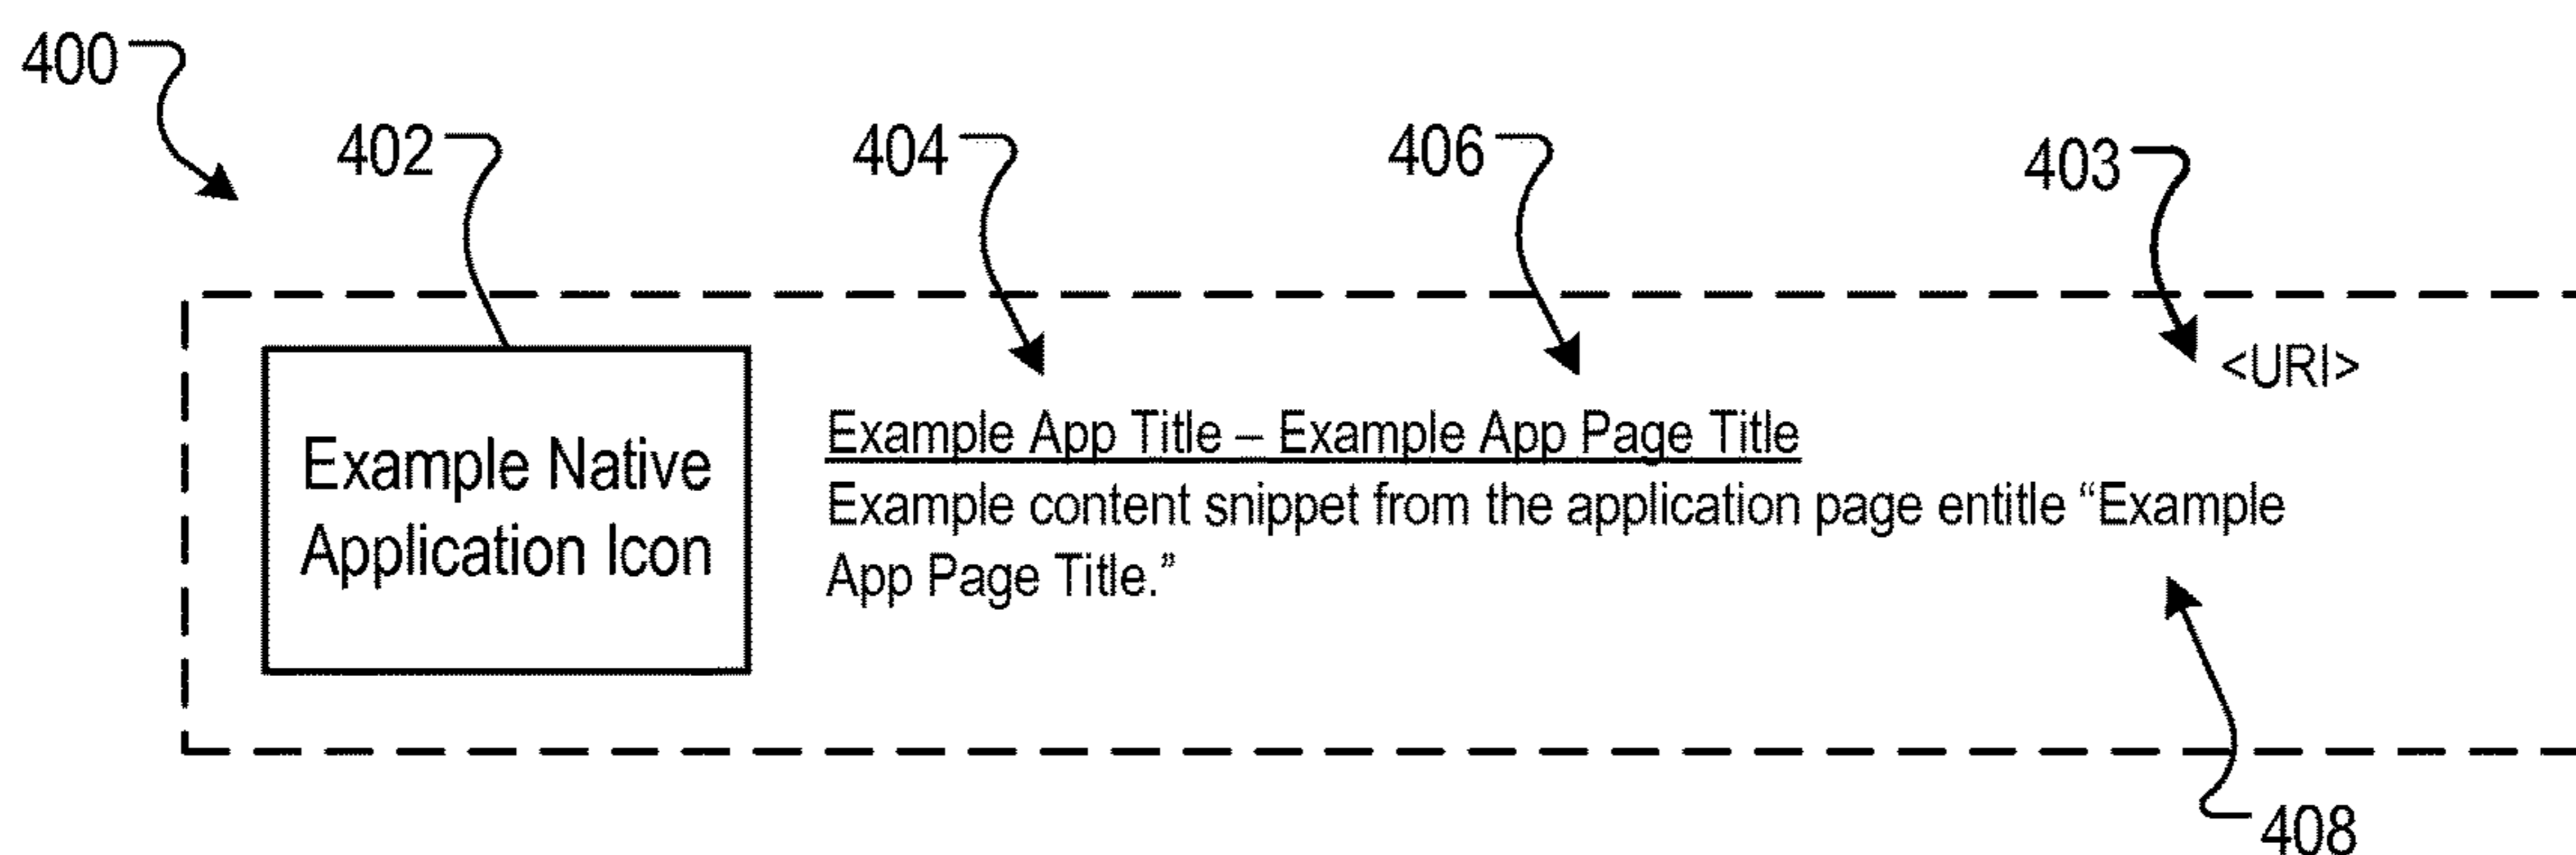 400
402
404
406
403
<URI>
Example Native
Application Icon
Example App Title – Example App Page Title
Example content snippet from the application page entitle “Example
App Page Title.”
408